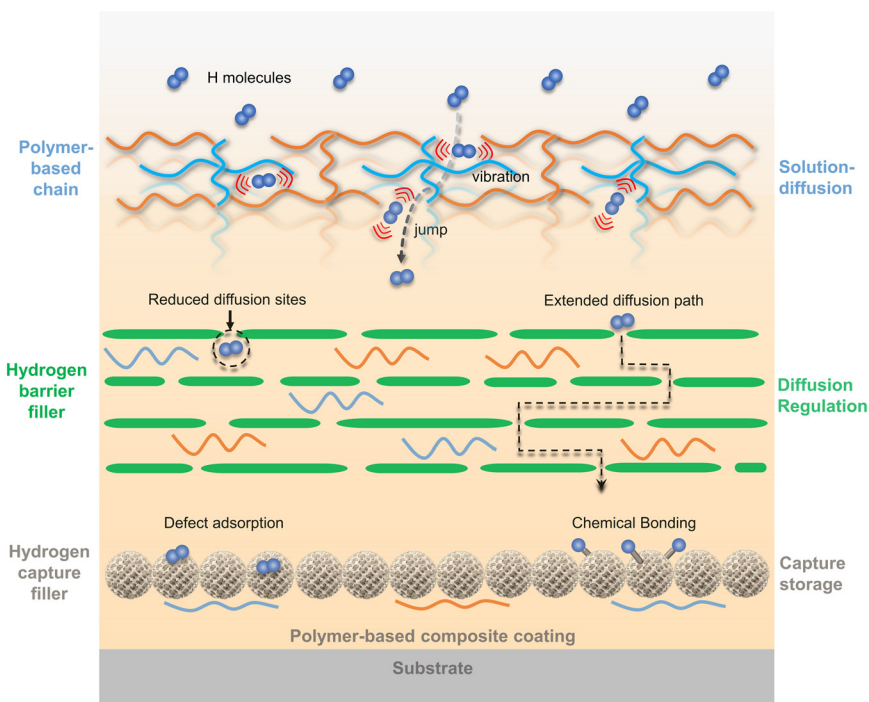 H molecules
Polymer-
based
chain
Solution-
diffusion
vibration
jump
Reduced diffusion sites
Extended diffusion path
Hydrogen
barrier
filler
Diffusion
Regulation
Defect adsorption
Chemical Bonding
Hydrogen
capture
filler
Capture
storage
Polymer-based composite coating
Substrate